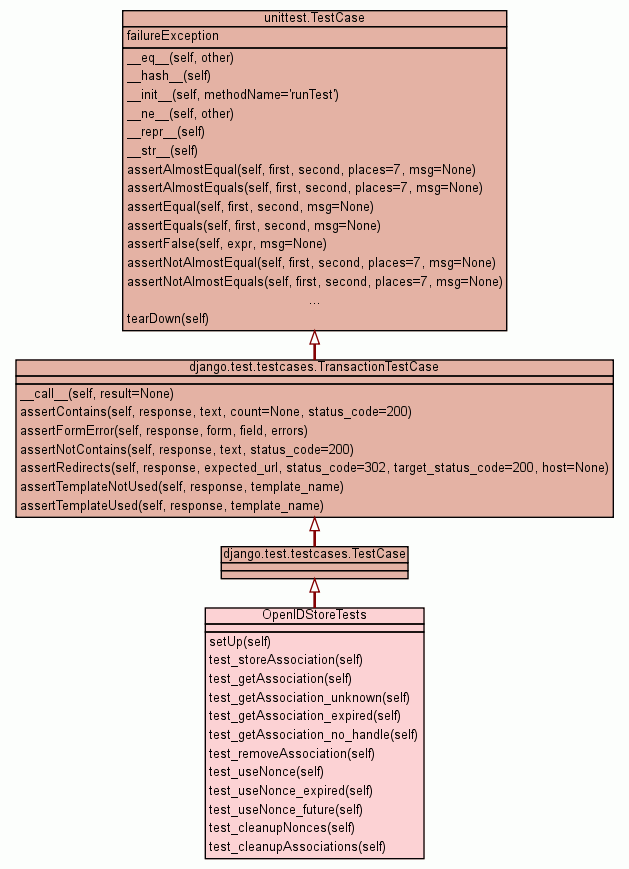 unittest.TestCase
failureException
__eq__(self, other)
__hash__(self)
__init__(self, methodName='runTest')
__ne__(self, other)
__repr__(self)
__str__(self)
assertAlmostEqual(self, first, second, places=7, msg=None)
assertAlmostEquals(self, first, second, places=7, msg=None)
assertEqual(self, first, second, msg=None)
assertEquals(self, first, second, msg=None)
assertFalse(self, expr, msg=None)
assertNotAlmostEqual(self, first, second, places=7, msg=None)
assertNotAlmostEquals(self, first, second, places=7, msg=None)
...
tearDown(self)
django.test.testcases.TransactionTestCase
__call__(self, result=None)
assertContains(self, response, text, count=None, status_code=200)
assertFormError(self, response, form, field, errors)
assertNotContains(self, response, text, status_code=200)
assertRedirects(self, response, expected_url, status_code=302, target_status_code=200, host=None)
assertTemplateNotUsed(self, response, template_name)
assertTemplateUsed(self, response, template_name)
django.test.testcases.TestCase
OpenIDStoreTests
setUp(self)
test_storeAssociation(self)
test_getAssociation(self)
test_getAssociation_unknown(self)
test_getAssociation_expired(self)
test_getAssociation_no_handle(self)
test_removeAssociation(self)
test_useNonce(self)
test_useNonce_expired(self)
test_useNonce_future(self)
test_cleanupNonces(self)
test_cleanupAssociations(self)